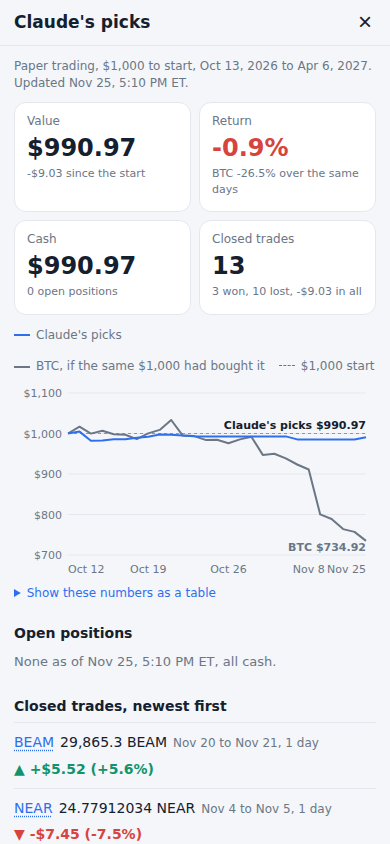 Claude's picks
Paper trading, $1,000 to start, Oct 13, 2026 to Apr 6, 2027.
Updated Nov 25, 5:10 PM ET.
Value
$990.97
-$9.03 since the start
Return
-0.9%
BTC -26.5% over the same
days
Cash
$990.97
0 open positions
Closed trades
13
3 won, 10 lost, -$9.03 in all
Claude's picks
BTC, if the same $1,000 had bought it
$1,000 start
$1,100
$1,000
$900
$800
$700
Claude's picks $990.97
BTC $734.92
Oct 12
Oct 19
Oct 26
Nov 8
Nov 25
Show these numbers as a table
Open positions
None as of Nov 25, 5:10 PM ET, all cash.
Closed trades, newest first
BEAM 29,865.3 BEAM Nov 20 to Nov 21, 1 day
▲ +$5.52 (+5.6%)
NEAR 24.77912034 NEAR Nov 4 to Nov 5, 1 day
▼ -$7.45 (-7.5%)